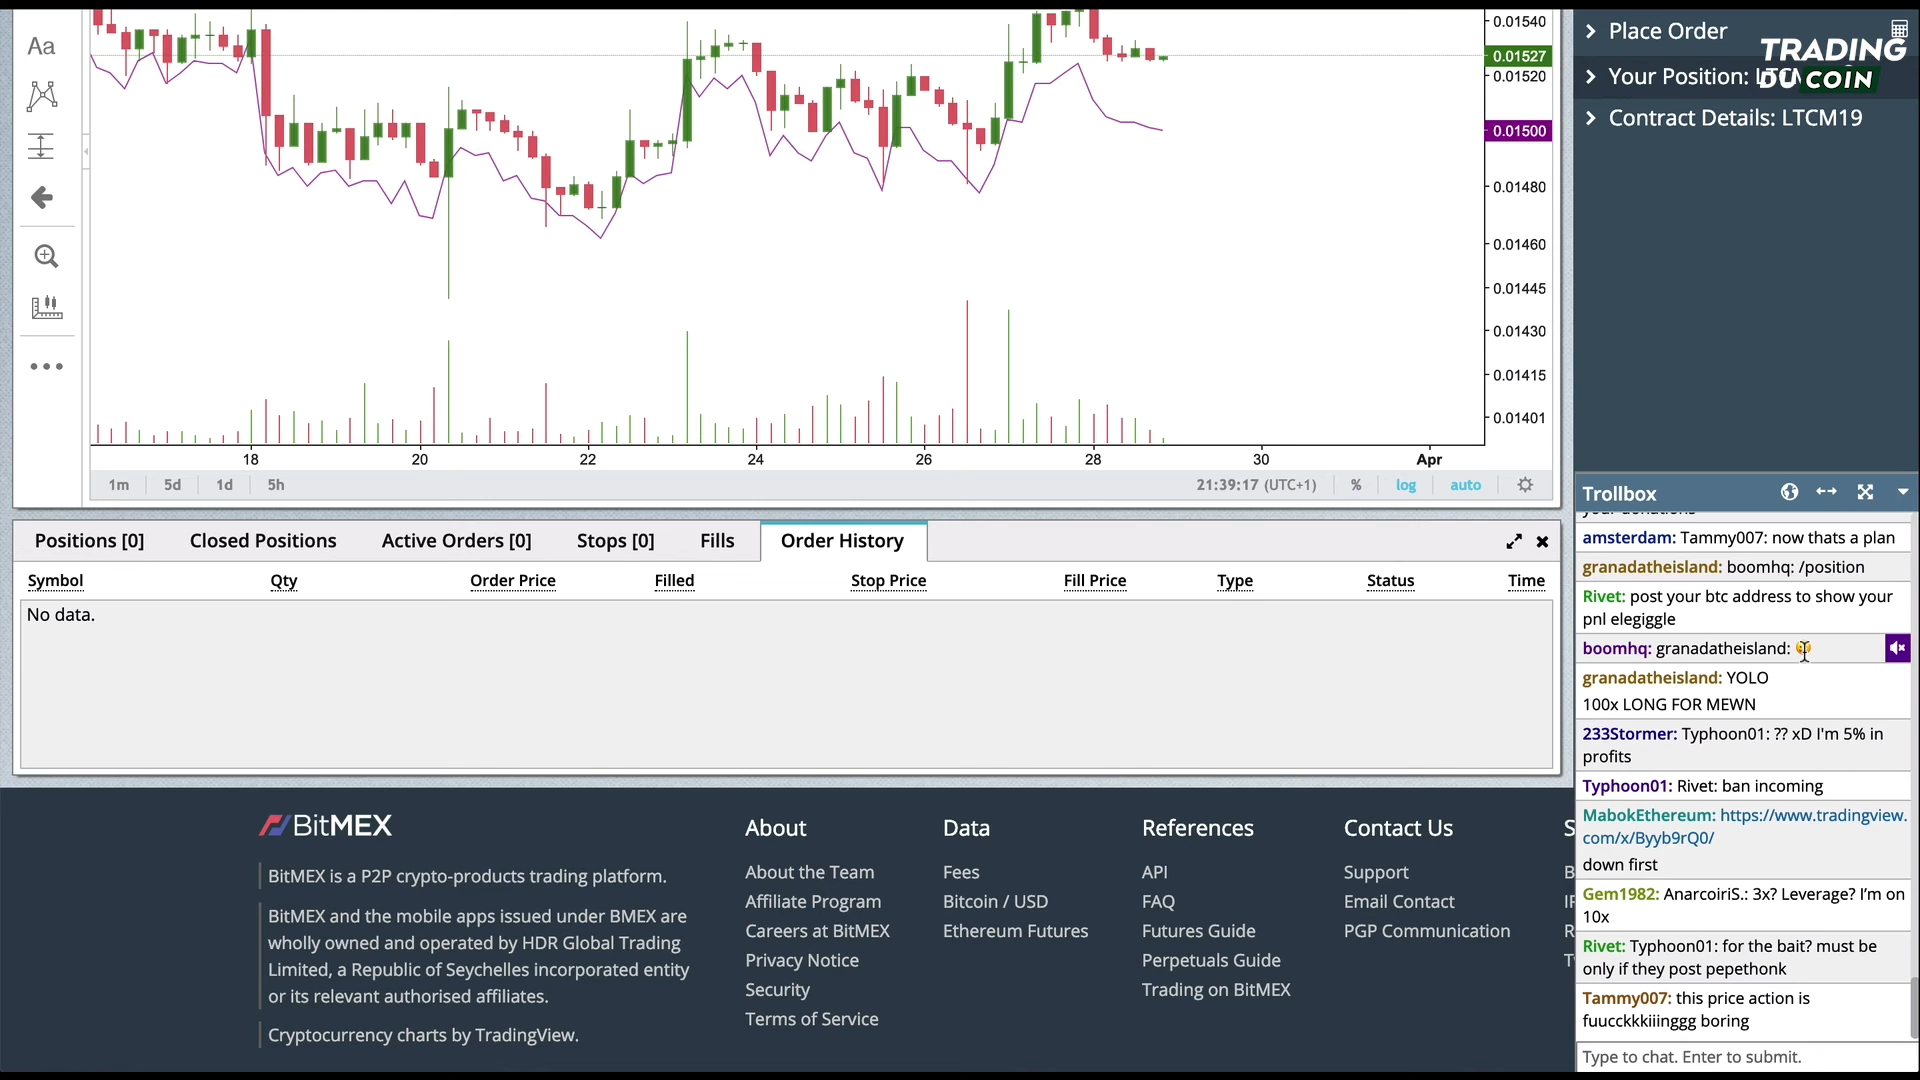 Aa
0.01540
0.01527
0.01520
0.01500
0.01480
0.01460
0.01445
0.01430
0.01415
0.01401
18 20 22 24 26 28 30 Apr
1m 5d 1d 5h 21:39:17 (UTC+1) % log auto
Positions [0] Closed Positions Active Orders [0] Stops [0] Fills Order History
Symbol Qty Order Price Filled Stop Price Fill Price Type Status Time
No data.
Place Order
TRADING
DU COIN
Your Position:
Contract Details: LTCM19
Trollbox
your donations
amsterdam: Tammy007: now thats a plan
granadatheisland: boomhq: /position
Rivet: post your btc address to show your
pnl elegiggle
boomhq: granadatheisland:
granadatheisland: YOLO
100x LONG FOR MEWN
233Stormer: Typhoon01: ?? xD I'm 5% in
profits
Typhoon01: Rivet: ban incoming
MabokEthereum: https://www.tradingview.
com/x/Byyb9rQ0/
down first
Gem1982: AnarcoiriS.: 3x? Leverage? I'm on
10x
Rivet: Typhoon01: for the bait? must be
only if they post pepethonk
Tammy007: this price action is
fuucckkkiiinggg boring
Type to chat. Enter to submit.
BitMEX
BitMEX is a P2P crypto-products trading platform.
BitMEX and the mobile apps issued under BMEX are
wholly owned and operated by HDR Global Trading
Limited, a Republic of Seychelles incorporated entity
or its relevant authorised affiliates.
Cryptocurrency charts by TradingView.
About
About the Team
Affiliate Program
Careers at BitMEX
Privacy Notice
Security
Terms of Service
Data
Fees
Bitcoin / USD
Ethereum Futures
References
API
FAQ
Futures Guide
Perpetuals Guide
Trading on BitMEX
Contact Us
Support
Email Contact
PGP Communication